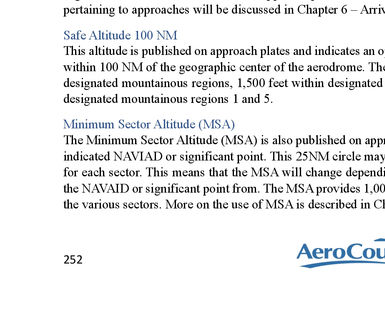 pertaining to approaches will be discussed in Chapter 6 – Arriv
Safe Altitude 100 NM
This altitude is published on approach plates and indicates an op
within 100 NM of the geographic center of the aerodrome. The
designated mountainous regions, 1,500 feet within designated
designated mountainous regions 1 and 5.
Minimum Sector Altitude (MSA)
The Minimum Sector Altitude (MSA) is also published on appr
indicated NAVIAD or significant point. This 25NM circle may
for each sector. This means that the MSA will change dependi
the NAVAID or significant point from. The MSA provides 1,00
the various sectors. More on the use of MSA is described in Ch
252
AeroCou